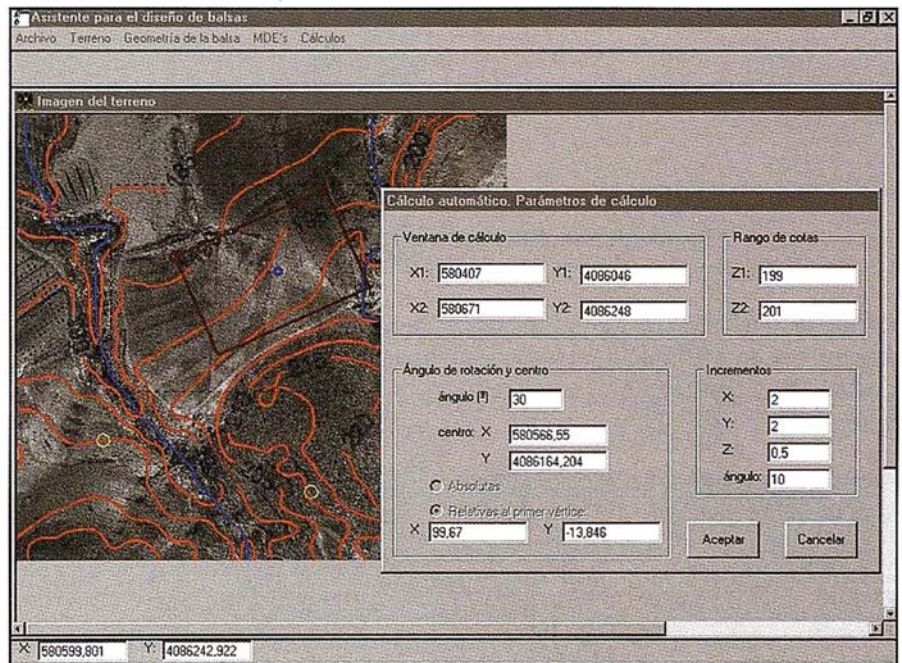 Asistente para el diseño de balsas
Archivo Terreno Geometría de la balsa MDE's Cálculos
Imagen del terreno
Cálculo automático. Parámetros de cálculo
Ventana de cálculo
X1: 580407 Y1: 4086046
X2: 580671 Y2: 4086248
Rango de cotas
Z1: 199
Z2: 201
Ángulo de rotación y centro
ángulo (º) 30
centro: X 580566,55
Y 4086164,204
Absolutas
Relativas al primer vértice:
X 99,67 Y -13,846
Incrementos
X: 2
Y: 2
Z: 0,5
ángulo: 10
Aceptar Cancelar
X: 580599,801 Y: 4086242,922